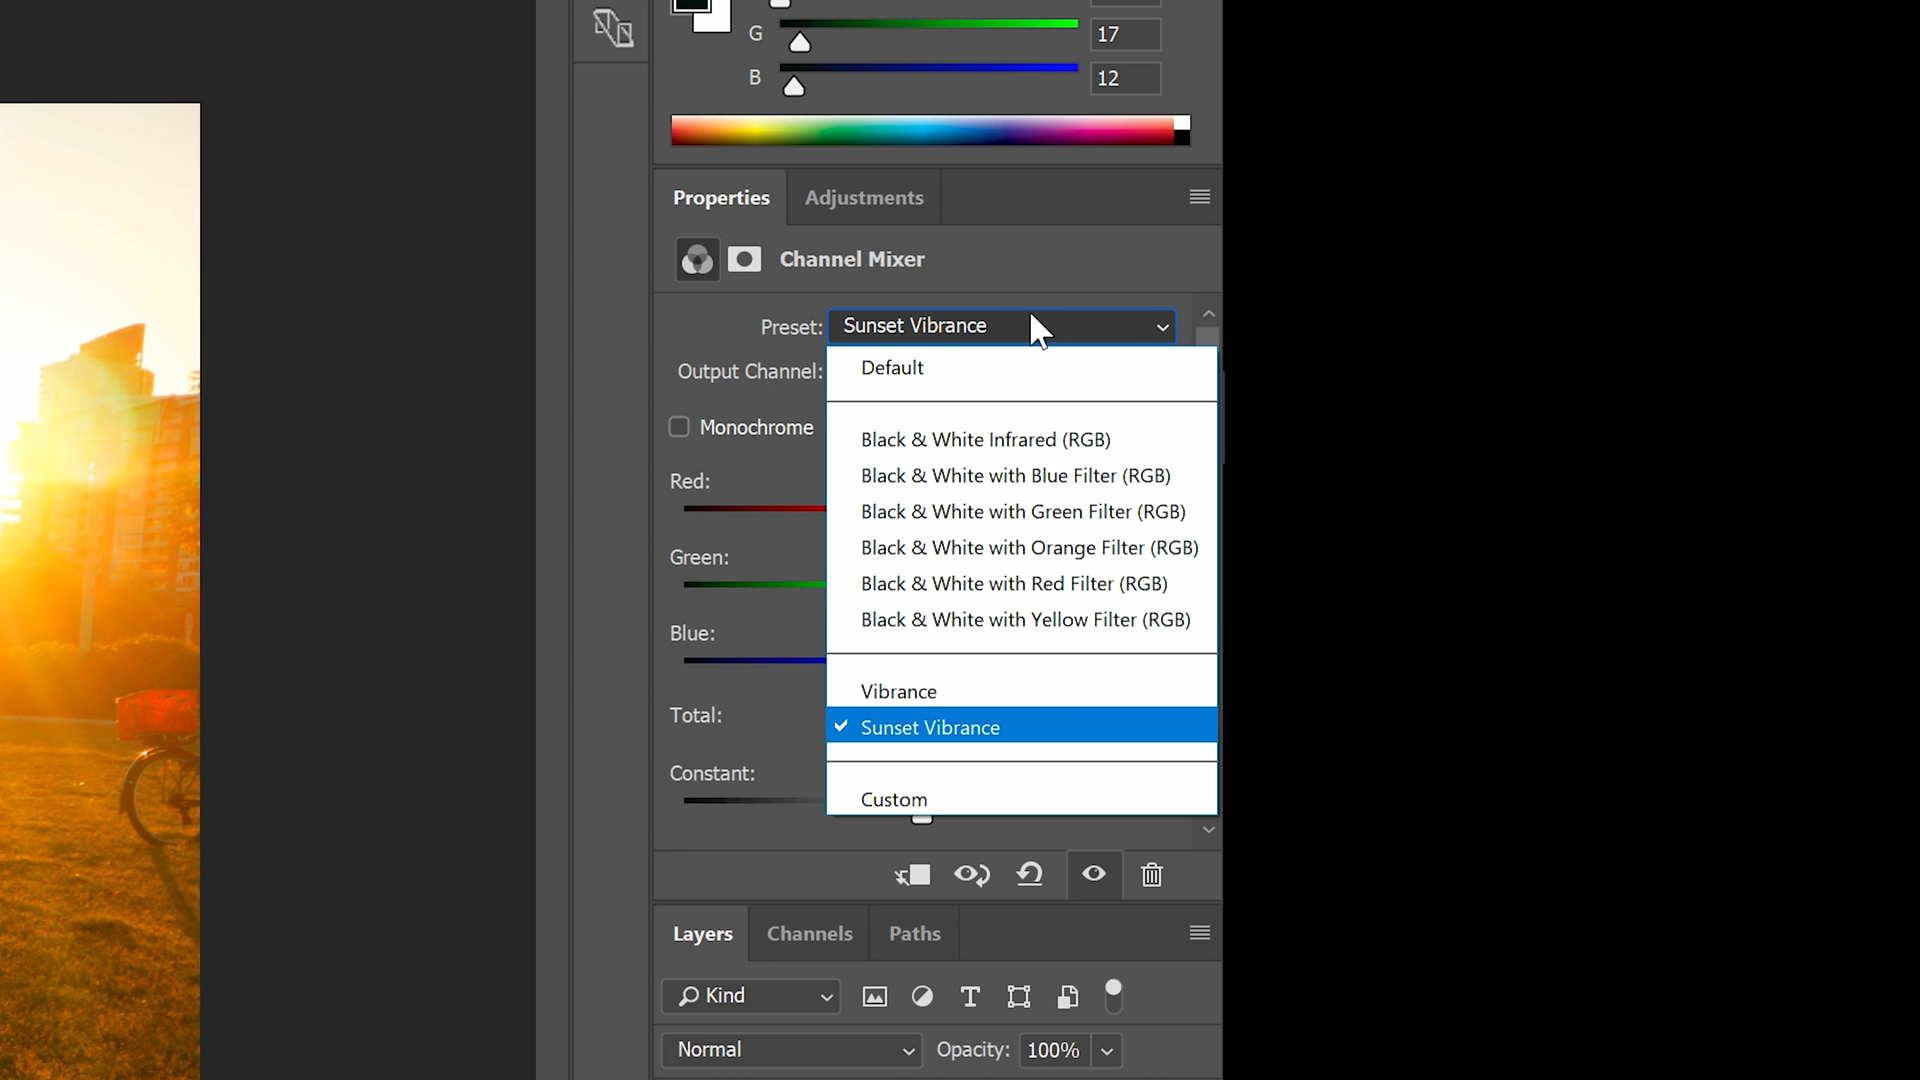 G
17
B
12
Properties
Adjustments
Channel Mixer
Preset:
Sunset Vibrance
Default
Output Channel:
Black & White Infrared (RGB)
Monochrome
Black & White with Blue Filter (RGB)
Red:
Black & White with Green Filter (RGB)
Black & White with Orange Filter (RGB)
Green:
Black & White with Red Filter (RGB)
Black & White with Yellow Filter (RGB)
Blue:
Vibrance
Total:
Sunset Vibrance
Constant:
Custom
Layers
Channels
Paths
Kind
Normal
Opacity:
100%